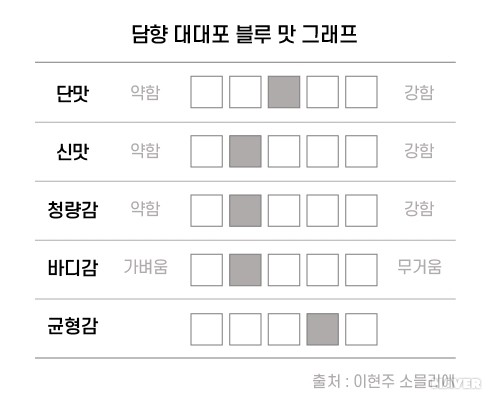 담향 대대포 블루 맛 그래프
단맛 약함 강함
신맛 약함 강함
청량감 약함 강함
바디감 가벼움 무거움
균형감
출처 : 이현주 소믈리에